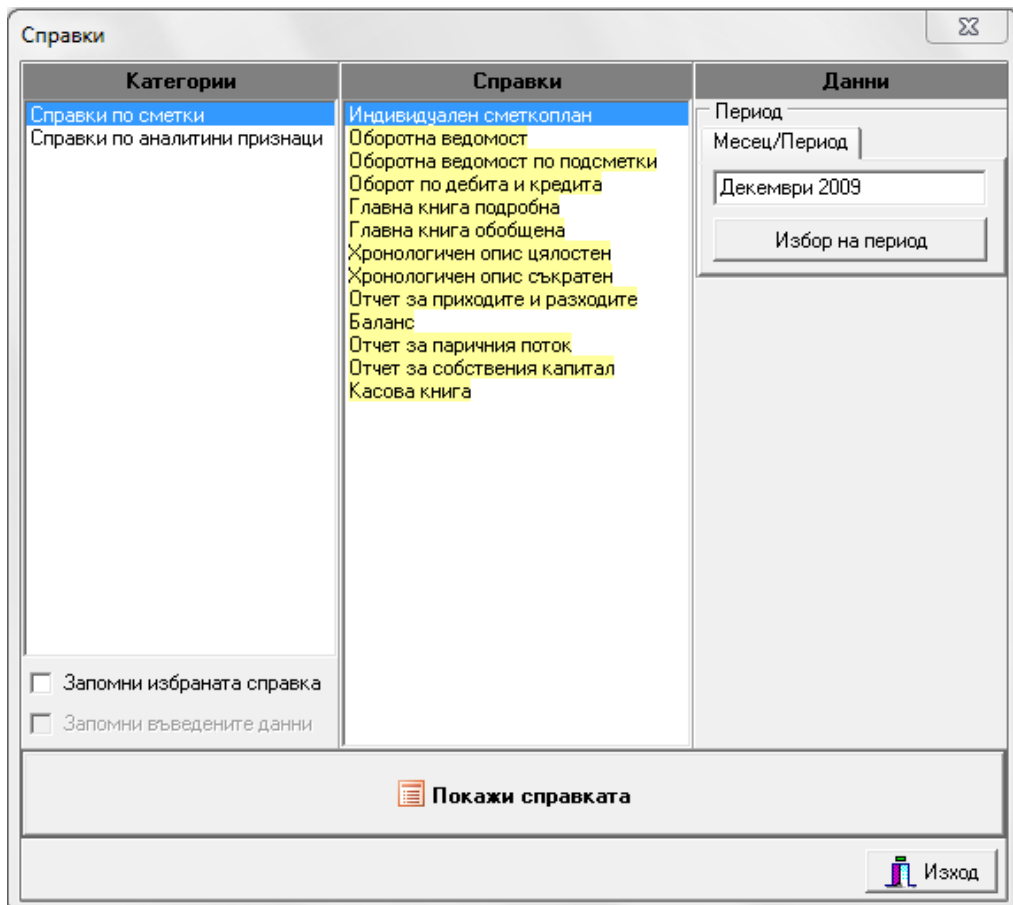 Справки
Категории
Справки по сметки
Справки по аналитини признаци
Запомни избраната справка
Запомни въведените данни
Справки
Индивидуален сметкоплан
Оборотна ведомост
Оборотна ведомост по подсметки
Оборот по дебита и кредита
Главна книга подробна
Главна книга обобщена
Хронологичен опис цялостен
Хронологичен опис съкратен
Отчет за приходите и разходите
Баланс
Отчет за паричния поток
Отчет за собствения капитал
Касова книга
Данни
Период
Месец/Период
Декември 2009
Избор на период
Покажи справката
Изход